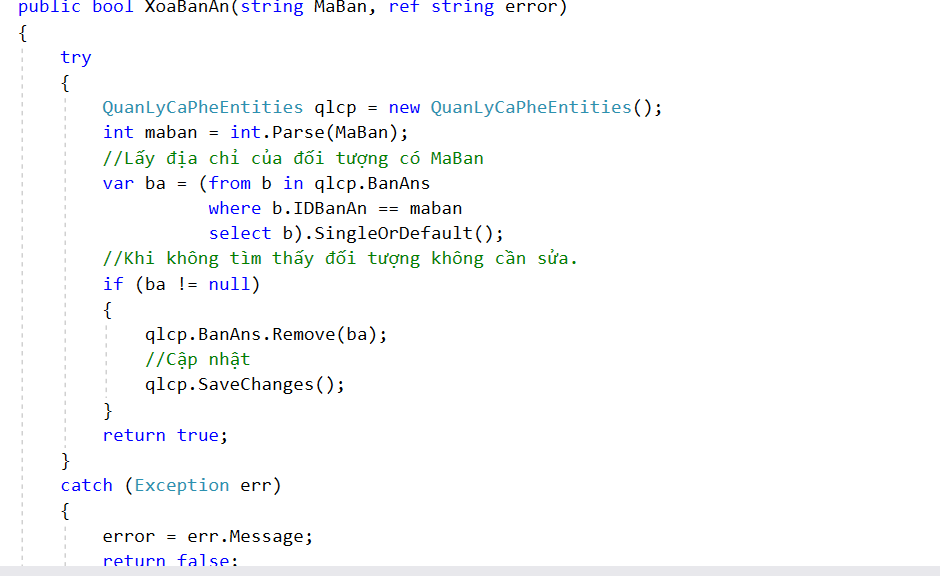 public bool XoaBanAn(string MaBan, ref string error)
{
try
{
QuanLyCaPheEntities qlcp = new QuanLyCaPheEntities();
int maban = int.Parse(MaBan);
//Lấy địa chỉ của đối tượng có MaBan
var ba = (from b in qlcp.BanAns
where b.IDBanAn == maban
select b).SingleOrDefault();
//Khi không tìm thấy đối tượng không cần sửa.
if (ba != null)
{
qlcp.BanAns.Remove(ba);
//Cập nhật
qlcp.SaveChanges();
}
return true;
}
catch (Exception err)
{
error = err.Message;
return false;